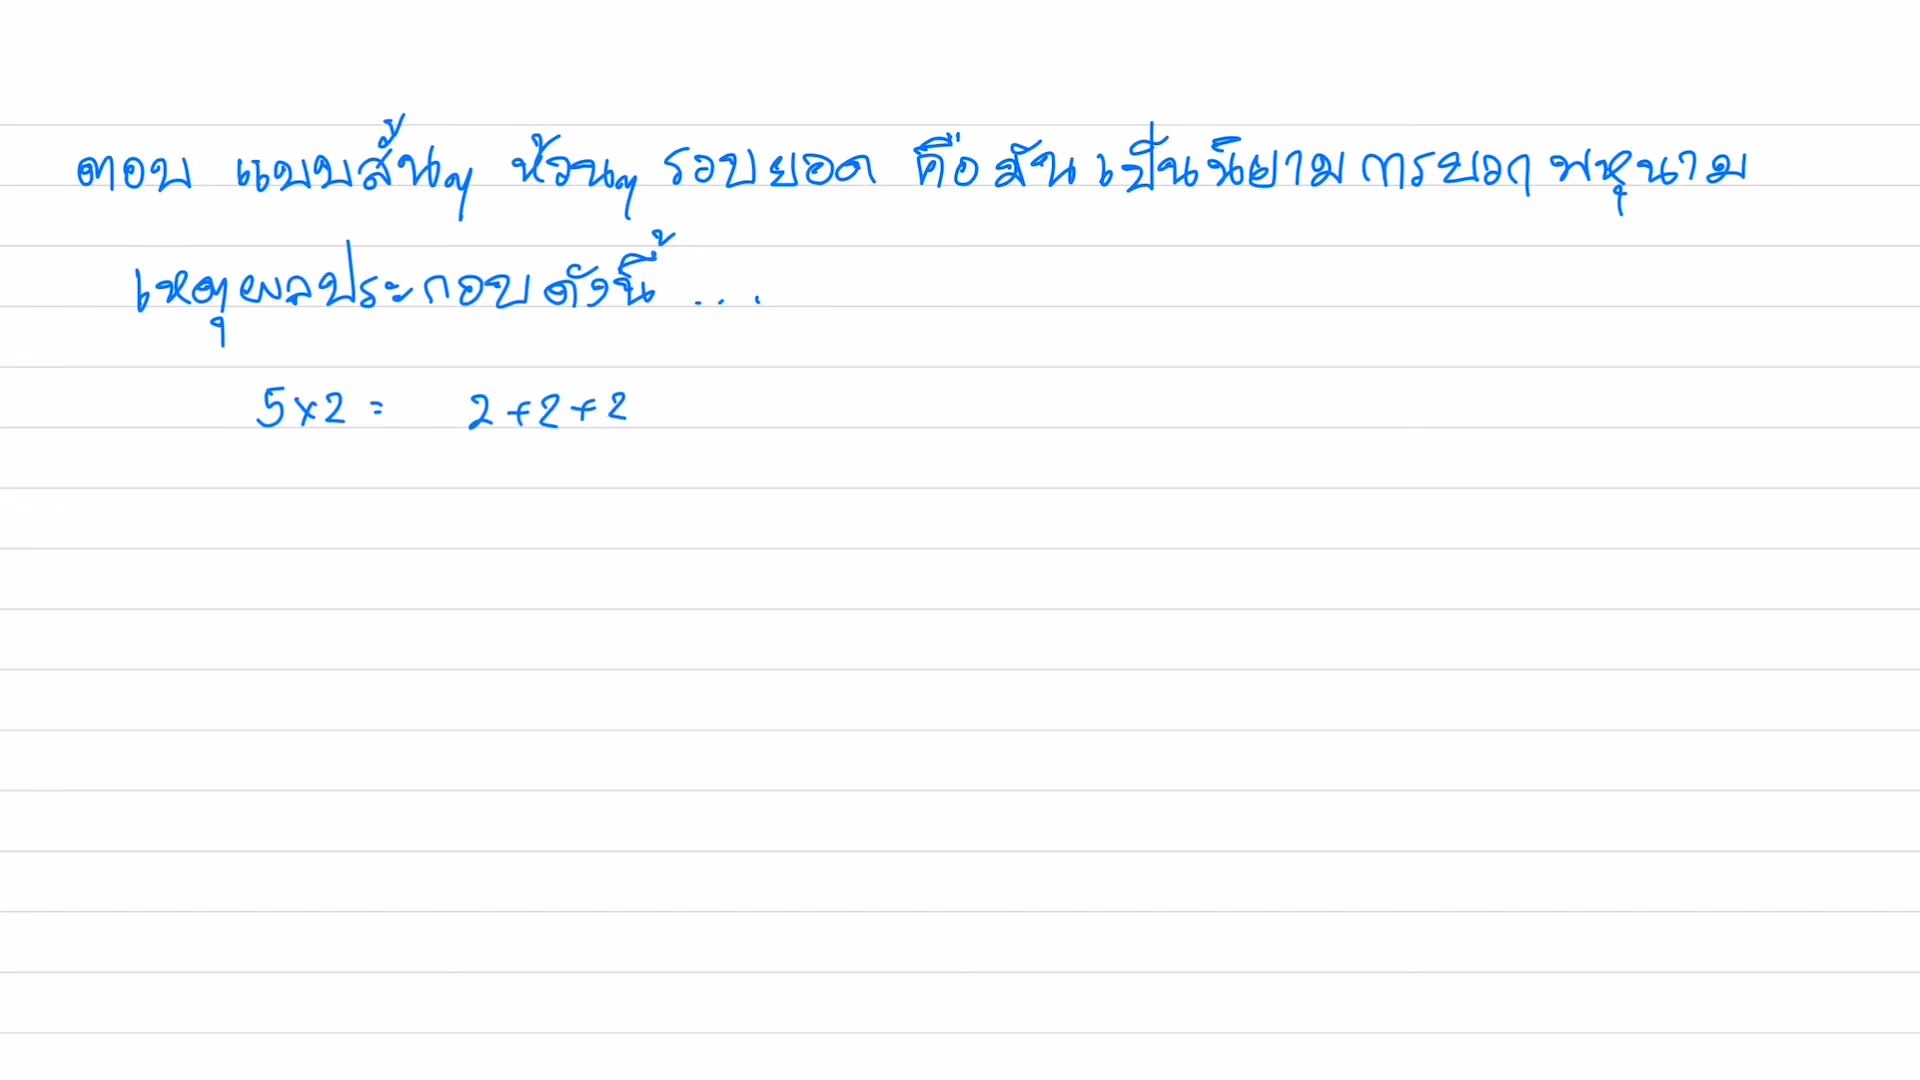 ตอบ แบบสั้นๆ ห้วนๆ รวบยอด คือ มันเป็นนิยามการบวก พหุนาม
เหตุผลประกอบดังนี้ ...
5×2 = 2+2+2